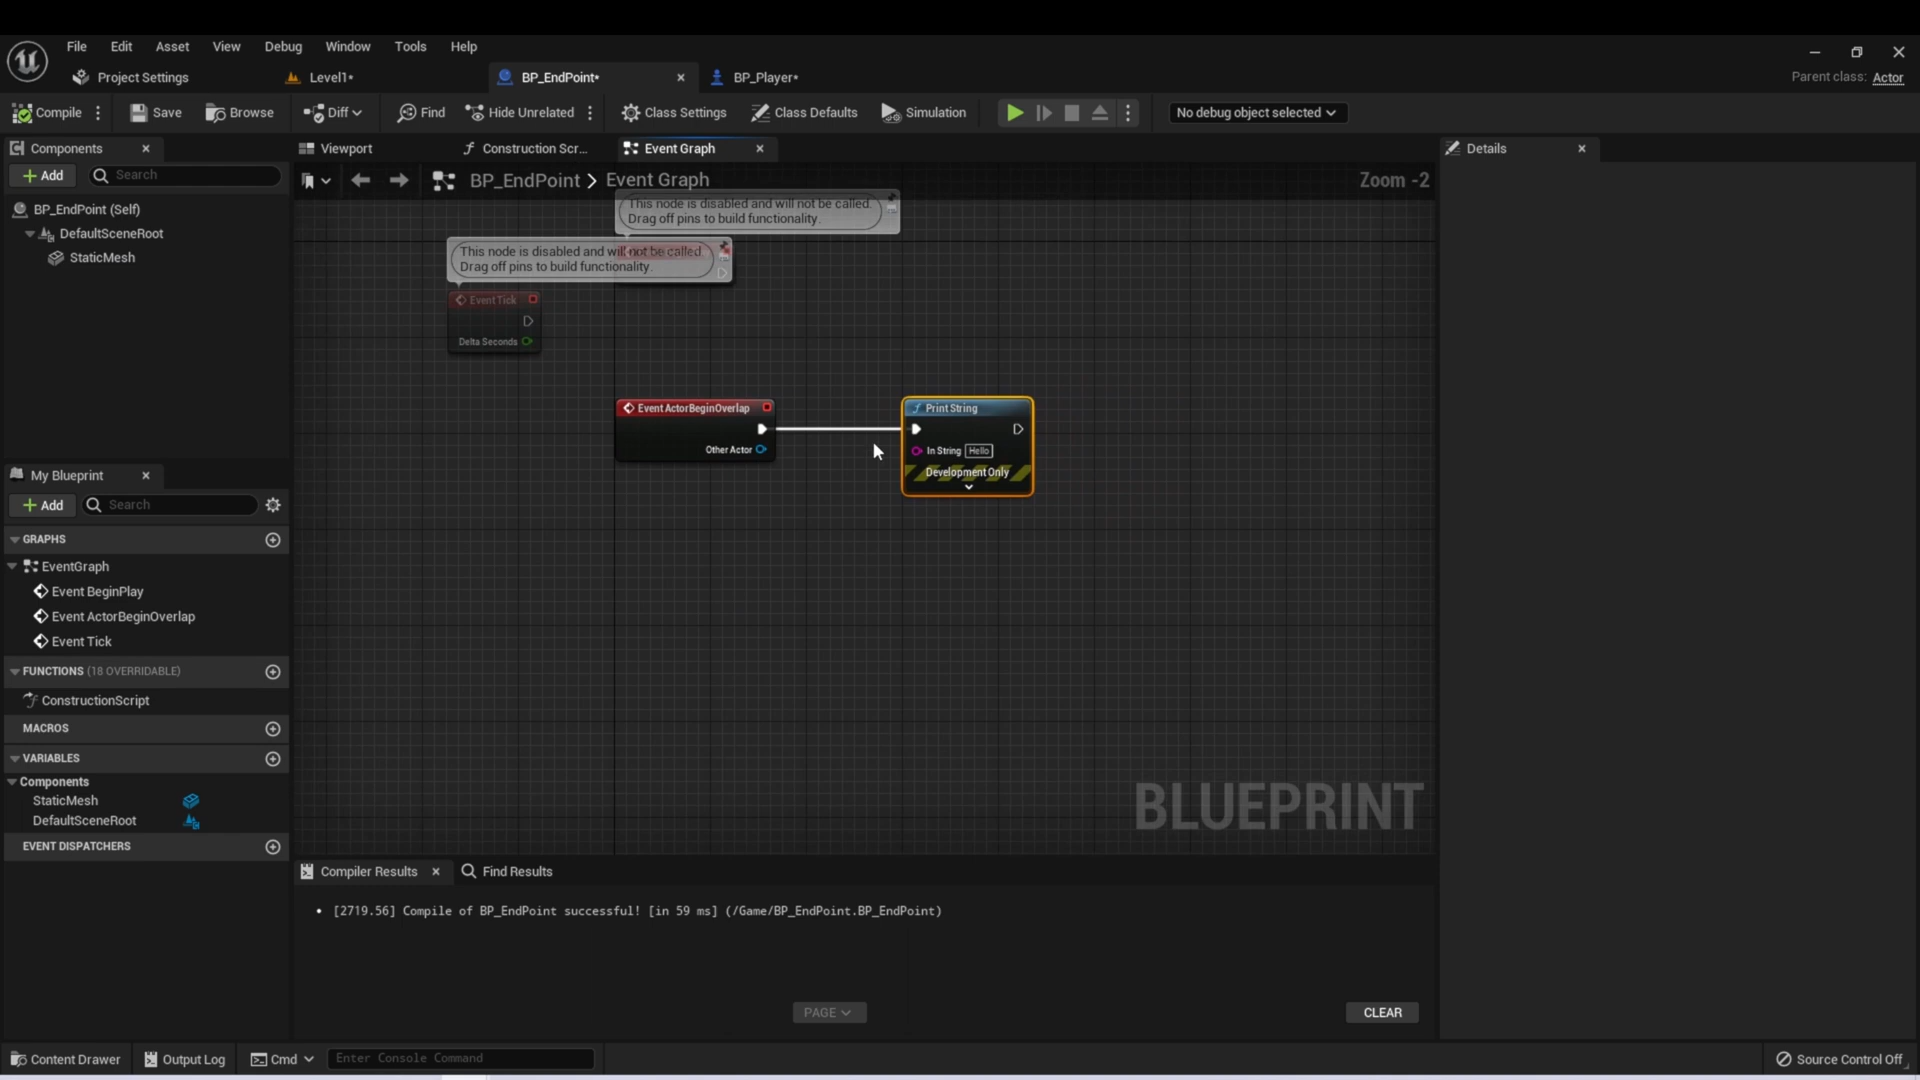 File Edit Asset View Debug Window Tools Help
Project Settings Level1* BP_EndPoint* BP_Player* Parent class: Actor
Compile Save Browse Diff Find Hide Unrelated Class Settings Class Defaults Simulation No debug object selected
Components
Add Search
BP_EndPoint (Self)
DefaultSceneRoot
StaticMesh
My Blueprint
Add Search
GRAPHS
EventGraph
Event BeginPlay
Event ActorBeginOverlap
Event Tick
FUNCTIONS (18 OVERRIDABLE)
ConstructionScript
MACROS
VARIABLES
Components
StaticMesh
DefaultSceneRoot
EVENT DISPATCHERS
Viewport Construction Scr... Event Graph
BP_EndPoint > Event Graph Zoom -2
This node is disabled and will not be called.
Drag off pins to build functionality.
This node is disabled and will not be called.
Drag off pins to build functionality.
Event Tick
Delta Seconds
Event ActorBeginOverlap
Other Actor
Print String
In String Hello
Development Only
BLUEPRINT
Compiler Results Find Results
[2719.56] Compile of BP_EndPoint successful! [in 59 ms] (/Game/BP_EndPoint.BP_EndPoint)
PAGE CLEAR
Details
Content Drawer Output Log Cmd Enter Console Command Source Control Off